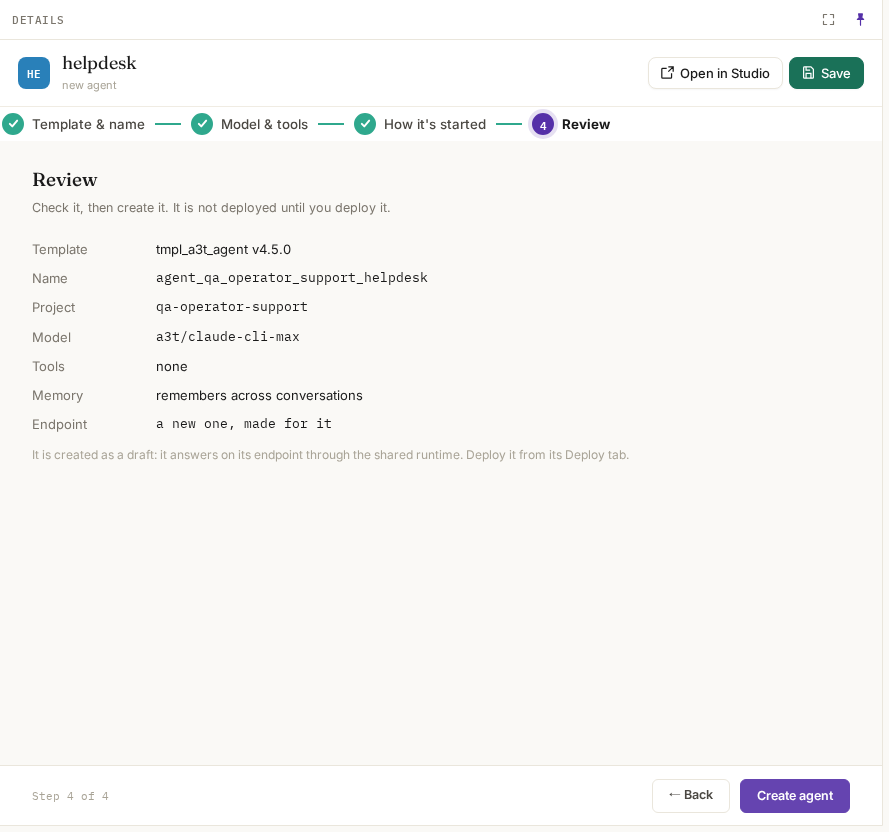 DETAILS
HE
helpdesk
new agent
Open in Studio
Save
Template & name
Model & tools
How it's started
4
Review
Review
Check it, then create it. It is not deployed until you deploy it.
Template tmpl_a3t_agent v4.5.0
Name agent_qa_operator_support_helpdesk
Project qa-operator-support
Model a3t/claude-cli-max
Tools none
Memory remembers across conversations
Endpoint a new one, made for it
It is created as a draft: it answers on its endpoint through the shared runtime. Deploy it from its Deploy tab.
Step 4 of 4
← Back
Create agent